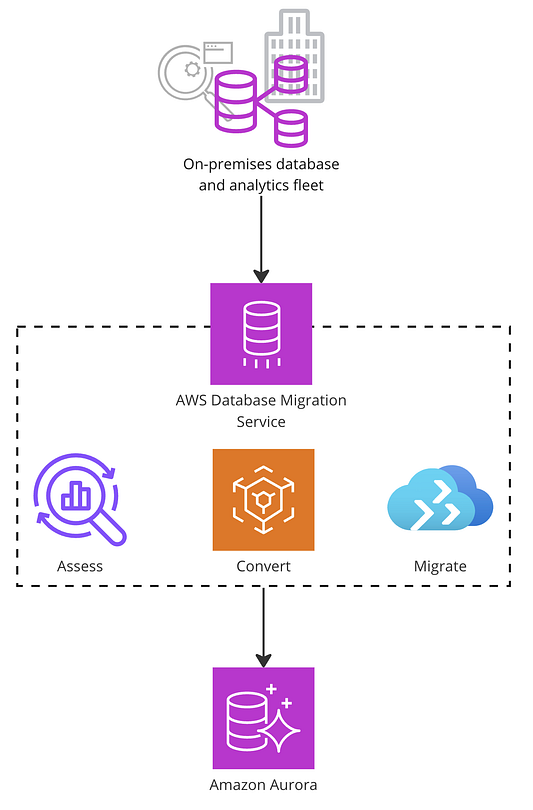 On-premises database
and analytics fleet
AWS Database Migration
Service
Assess
Convert
Migrate
Amazon Aurora